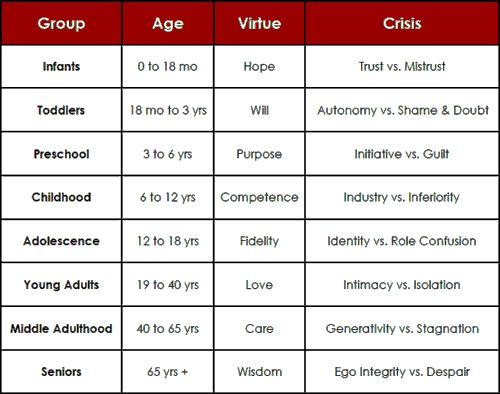 Group Age Virtue Crisis
Infants 0 to 18 mo Hope Trust vs. Mistrust
Toddlers 18 mo to 3 yrs Will Autonomy vs. Shame & Doubt
Preschool 3 to 6 yrs Purpose Initiative vs. Guilt
Childhood 6 to 12 yrs Competence Industry vs. Inferiority
Adolescence 12 to 18 yrs Fidelity Identity vs. Role Confusion
Young Adults 19 to 40 yrs Love Intimacy vs. Isolation
Middle Adulthood 40 to 65 yrs Care Generativity vs. Stagnation
Seniors 65 yrs + Wisdom Ego Integrity vs. Despair